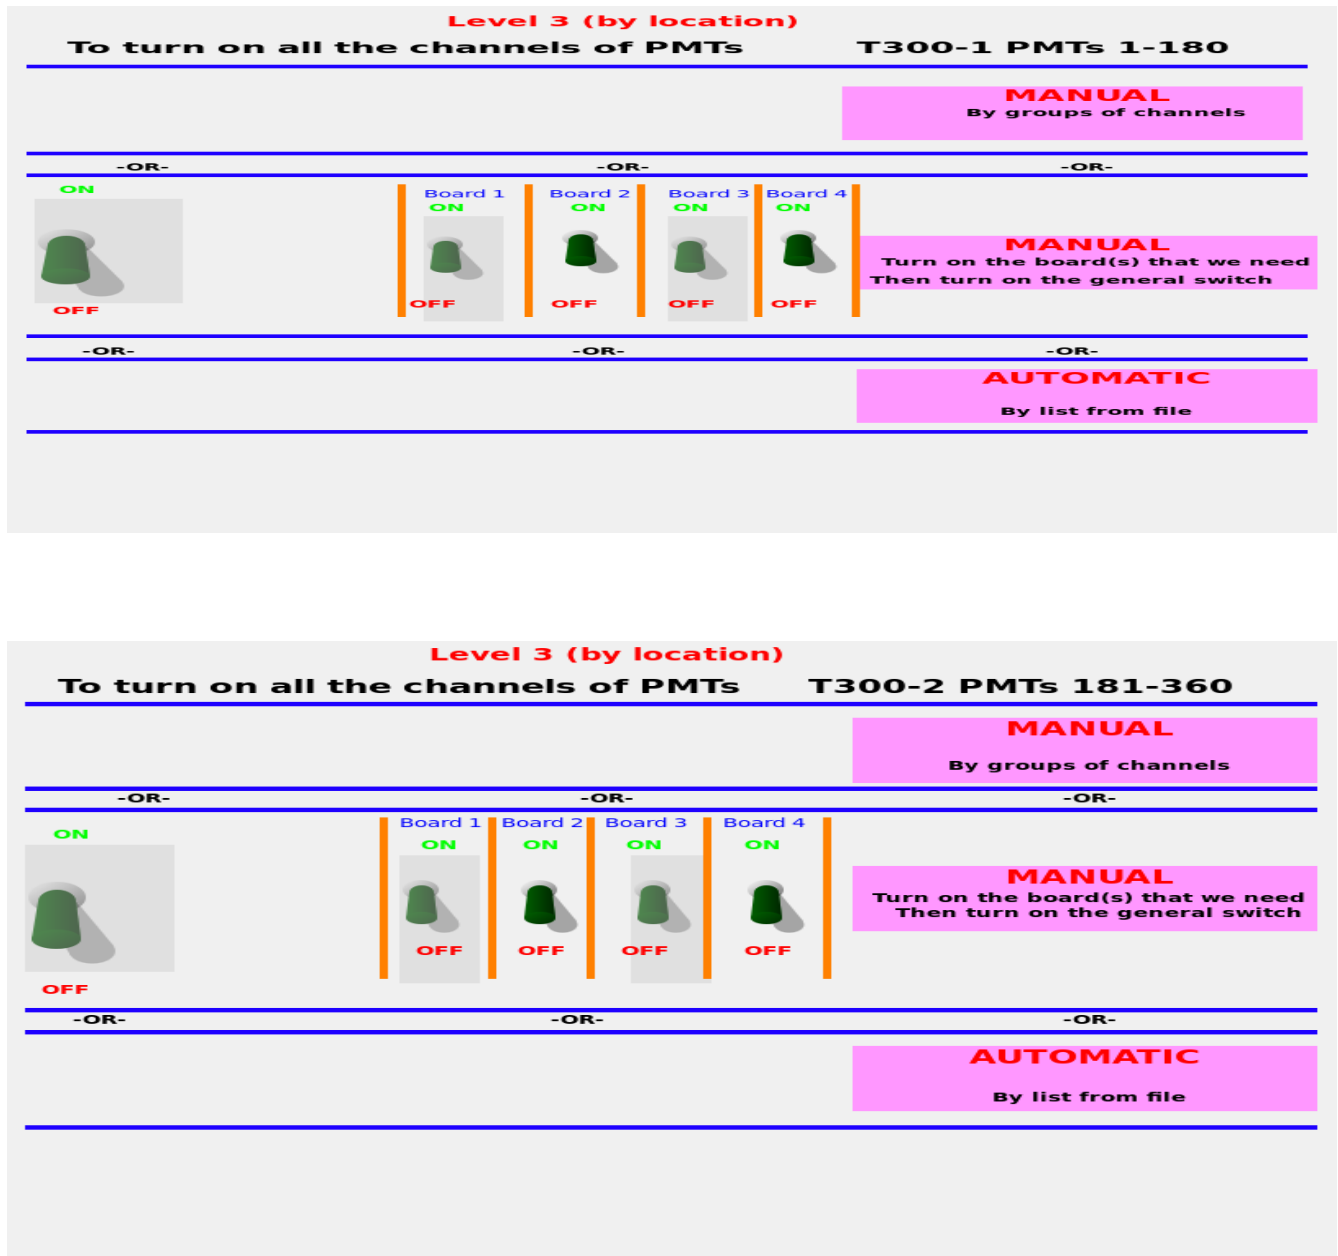 Level 3 (by location)
To turn on all the channels of PMTs T300-1 PMTs 1-180
MANUAL
By groups of channels
-OR- -OR- -OR-
ON
Board 1 Board 2 Board 3 Board 4
ON ON ON ON
MANUAL
Turn on the board(s) that we need
Then turn on the general switch
OFF OFF OFF OFF
OFF
-OR- -OR- -OR-
AUTOMATIC
By list from file
Level 3 (by location)
To turn on all the channels of PMTs T300-2 PMTs 181-360
MANUAL
By groups of channels
-OR- -OR- -OR-
Board 1 Board 2 Board 3 Board 4
ON
ON ON ON ON
MANUAL
Turn on the board(s) that we need
Then turn on the general switch
OFF OFF OFF OFF
OFF
-OR- -OR- -OR-
AUTOMATIC
By list from file